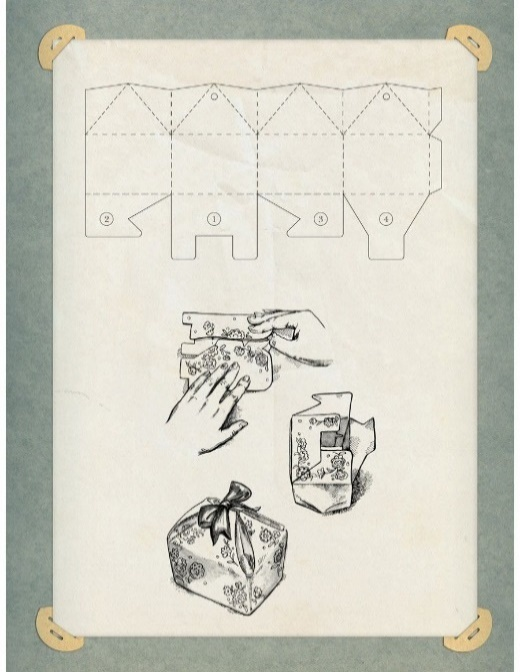 ② ① ③ ④